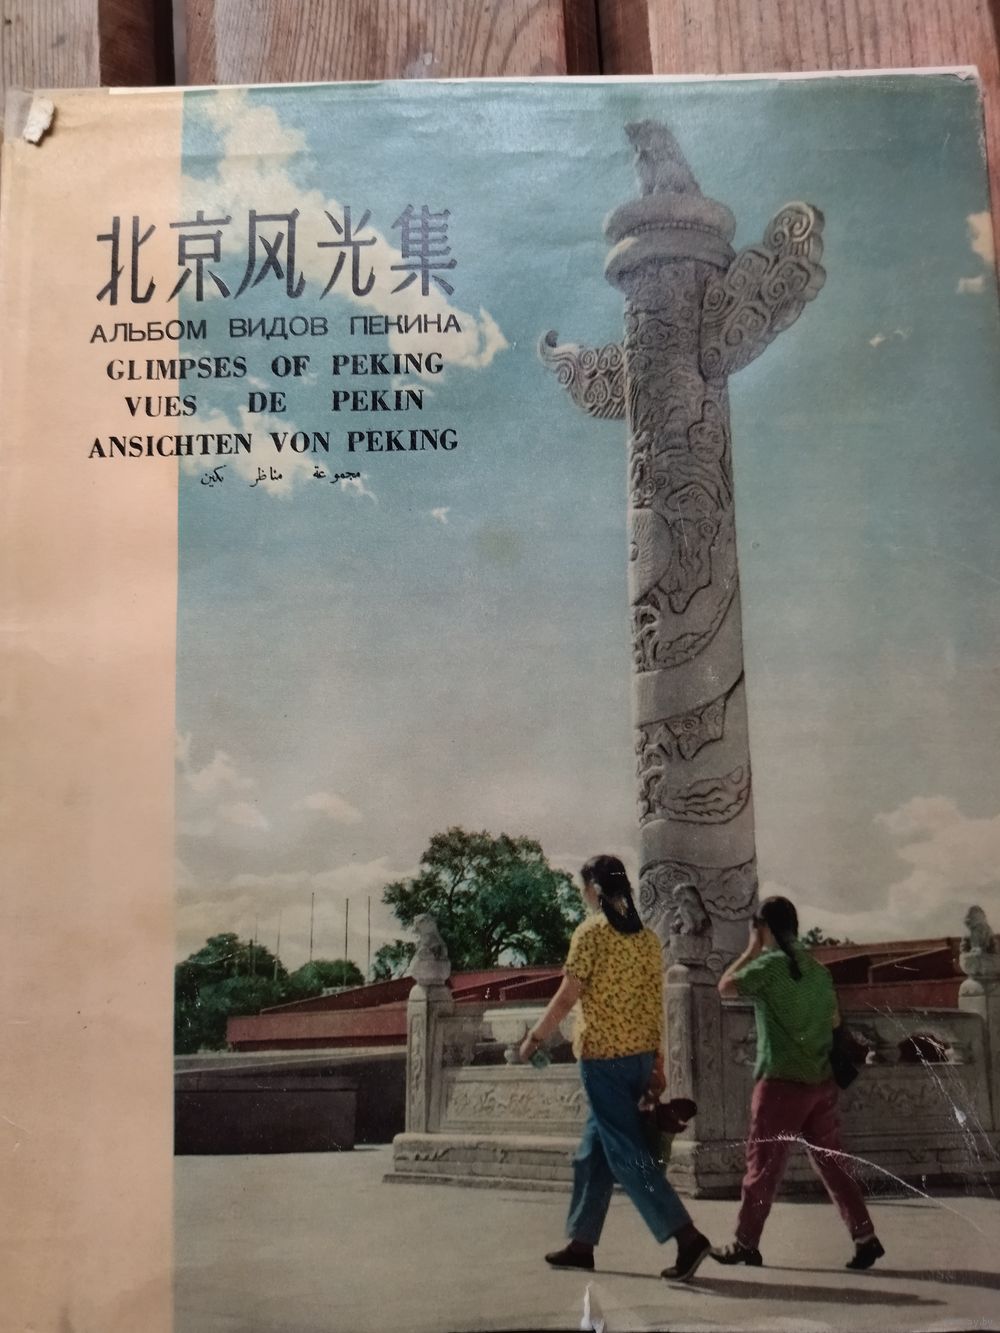 北京风光集
АЛЬБОМ ВИДОВ ПЕКИНА
GLIMPSES OF PEKING
VUES DE PEKIN
ANSICHTEN VON PEKING
مجموعة مناظر بكين